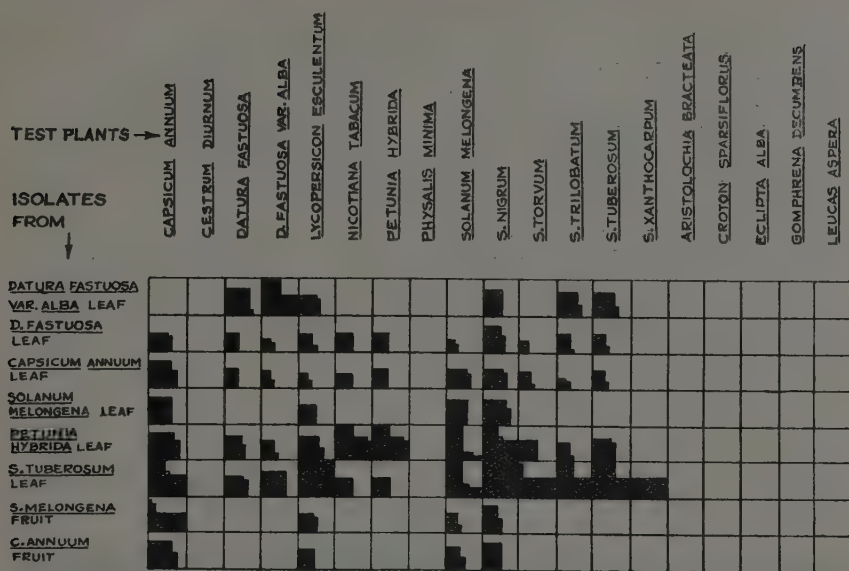 TEST PLANTS →
ISOLATES
FROM
↓
CAPSICUM ANNUUM
CESTRUM DIURNUM
DATURA FASTUOSA
D. FASTUOSA VAR. ALBA
LYCOPERSICON ESCULENTUM
NICOTIANA TABACUM
PETUNIA HYBRIDA
PHYSALIS MINIMA
SOLANUM MELONGENA
S. NIGRUM
S. TORVUM
S. TRILOBATUM
S. TUBEROSUM
S. XANTHOCARPUM
ARISTOLOCHIA BRACTEATA
CROTON SPARSIFLORUS
ECLIPTA ALBA
GOMPHRENA DECUMBENS
LEUCAS ASPERA
DATURA FASTUOSA
VAR. ALBA LEAF
D. FASTUOSA
LEAF
CAPSICUM ANNUUM
LEAF
SOLANUM
MELONGENA LEAF
PETUNIA
HYBRIDA LEAF
S. TUBEROSUM
LEAF
S. MELONGENA
FRUIT
C. ANNUUM
FRUIT